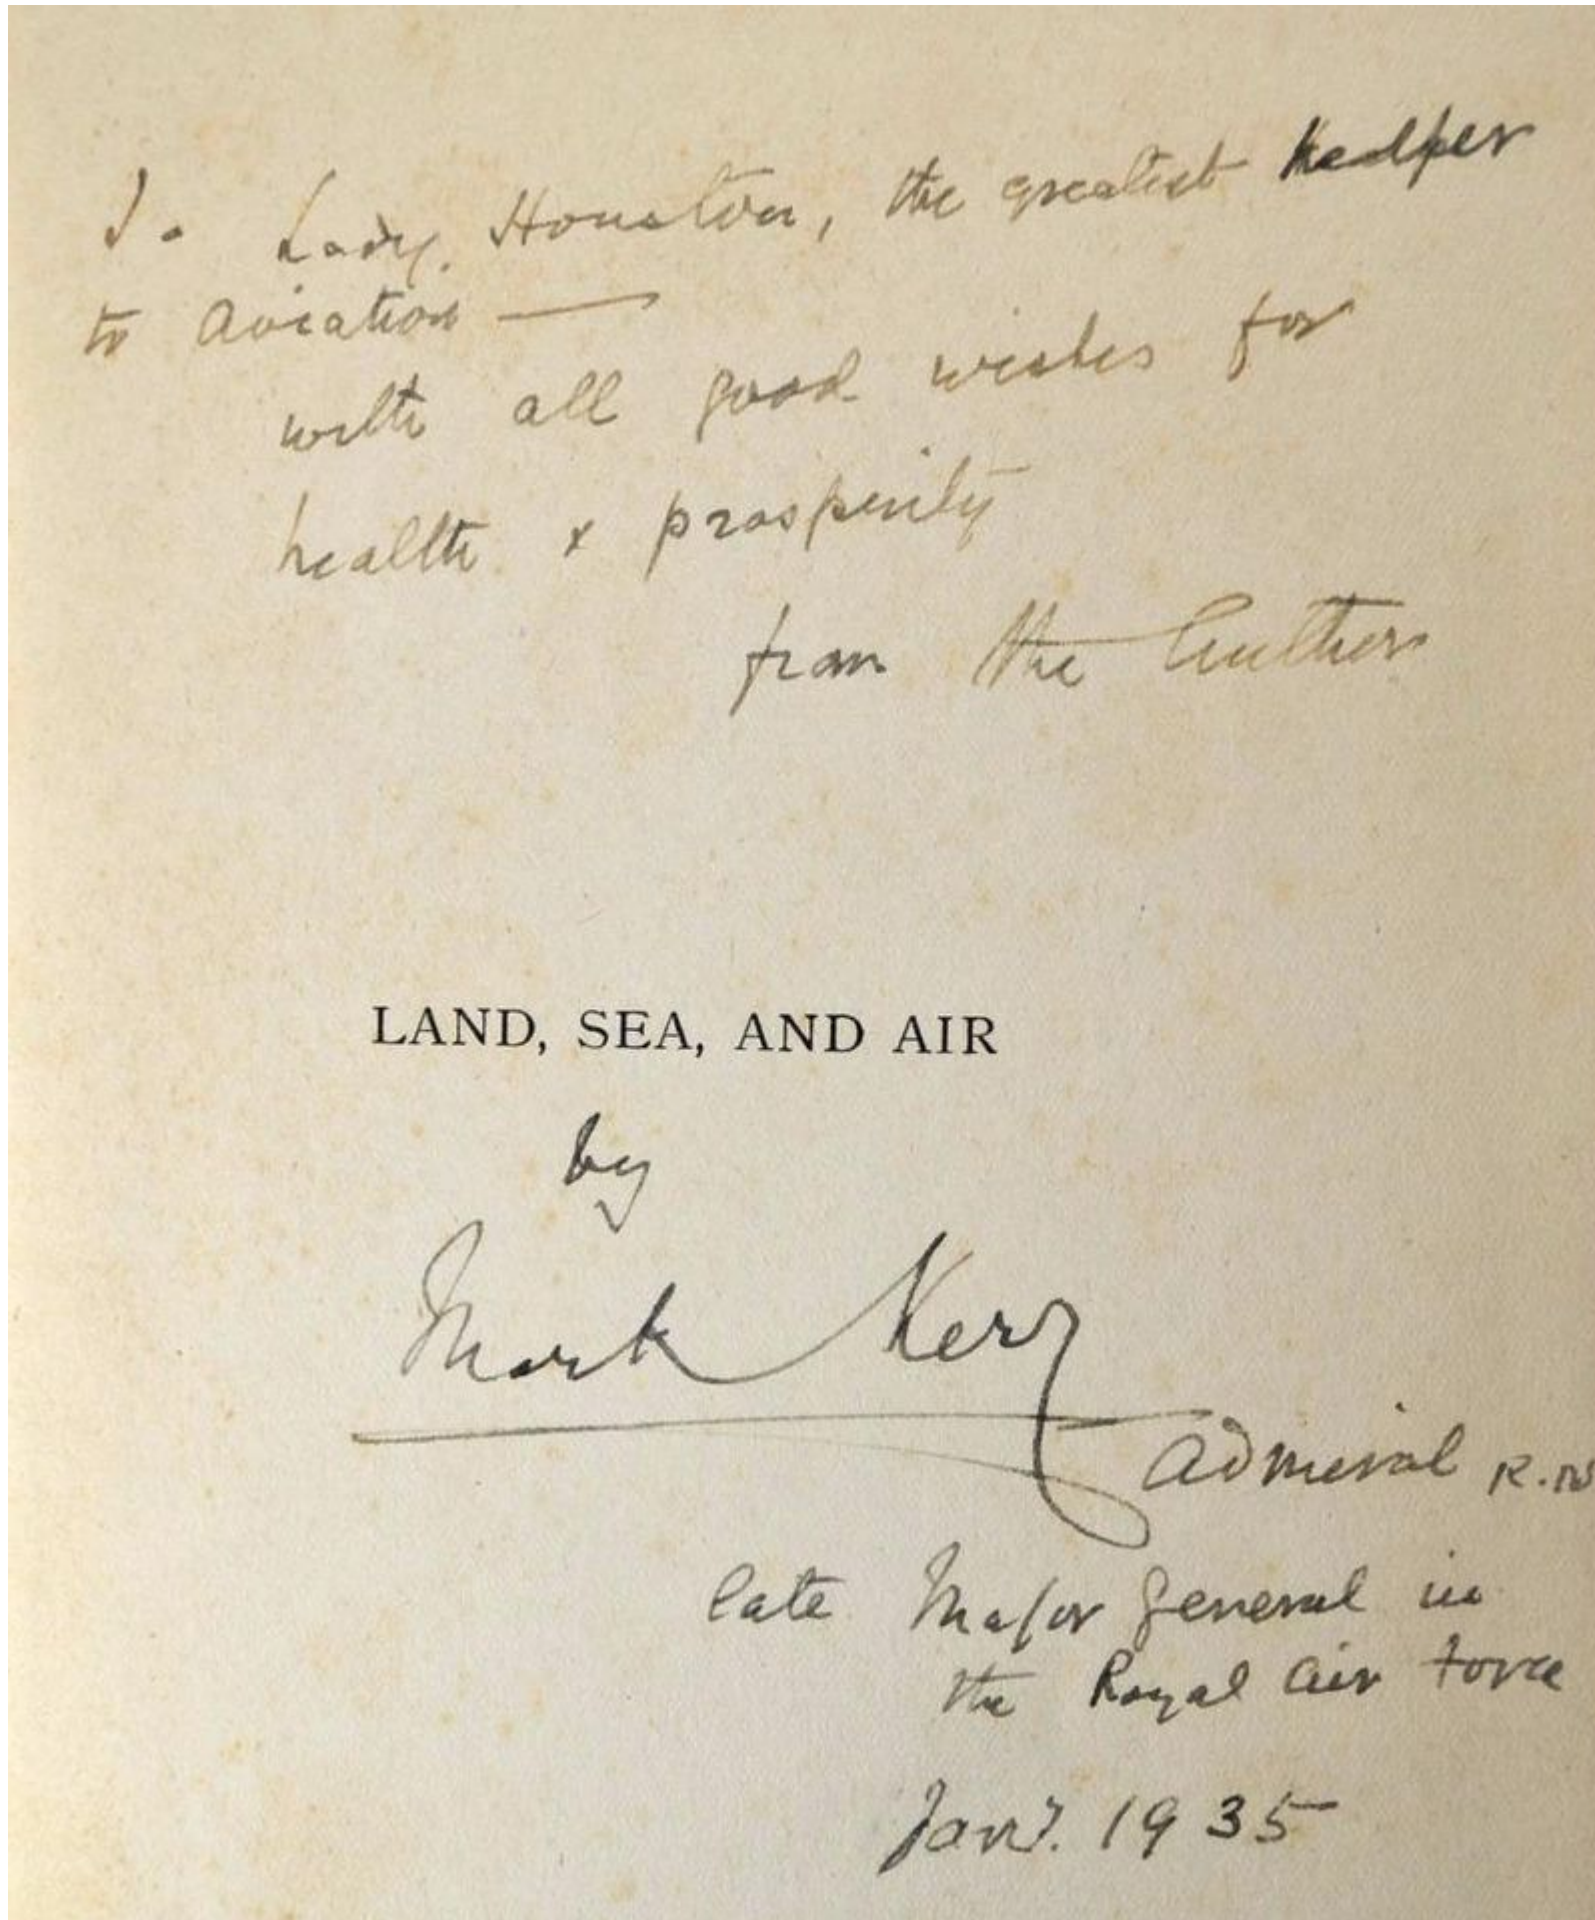 To Lady Houston, the greatest helper
to aviation —
with all good wishes for
health & prosperity
from the Author
LAND, SEA, AND AIR
by
Mark Kerr
Admiral R.N
late Major General in
the Royal Air Force
Jany. 1935